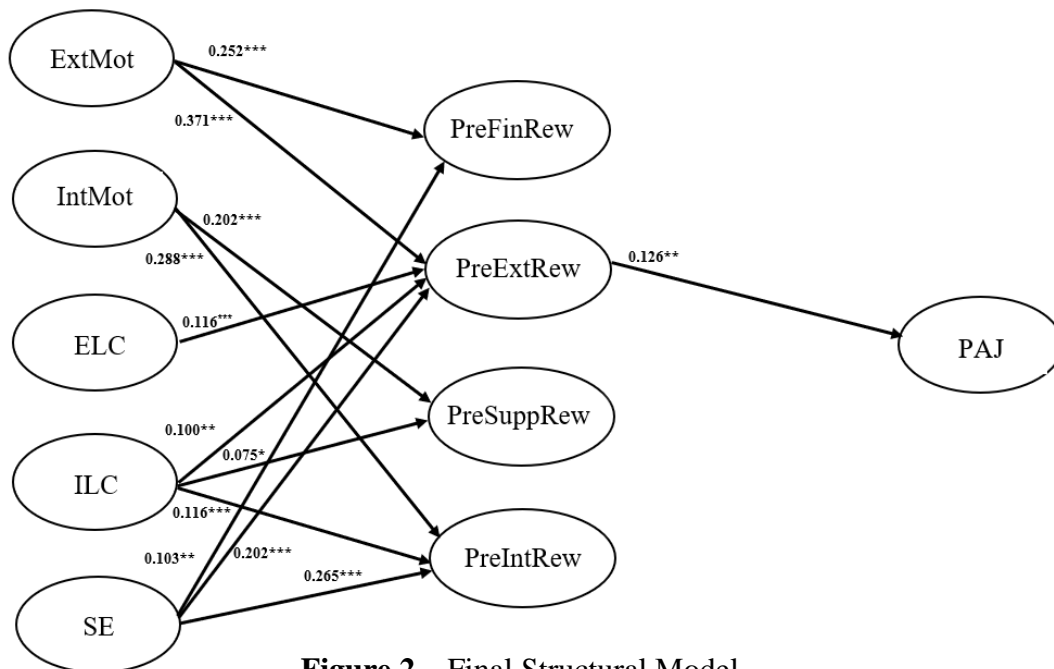 ExtMot
0.252***
0.371***
PreFinRew
IntMot
0.202***
0.288***
PreExtRew
0.126**
ELC
0.116***
PAJ
PreSuppRew
0.100**
0.075*
ILC
0.116***
0.103**
0.202***
0.265***
PreIntRew
SE
Figure 2 Final Structural Model